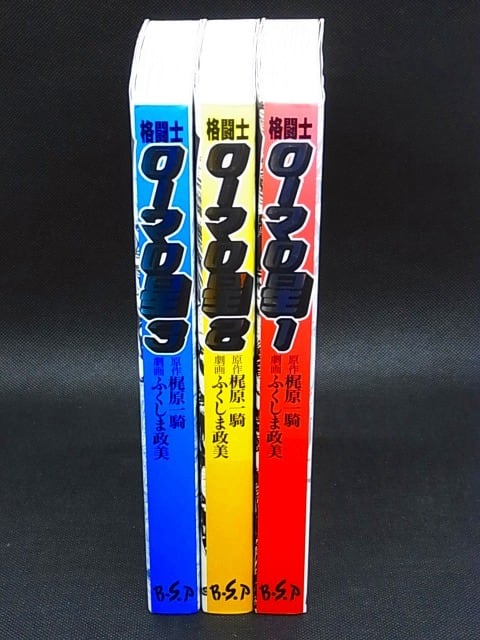 格闘士
ローマの星3
原作 梶原一騎
劇画 ふくしま政美
B.S.P
格闘士
ローマの星2
原作 梶原一騎
劇画 ふくしま政美
B.S.P
格闘士
ローマの星1
原作 梶原一騎
劇画 ふくしま政美
B.S.P